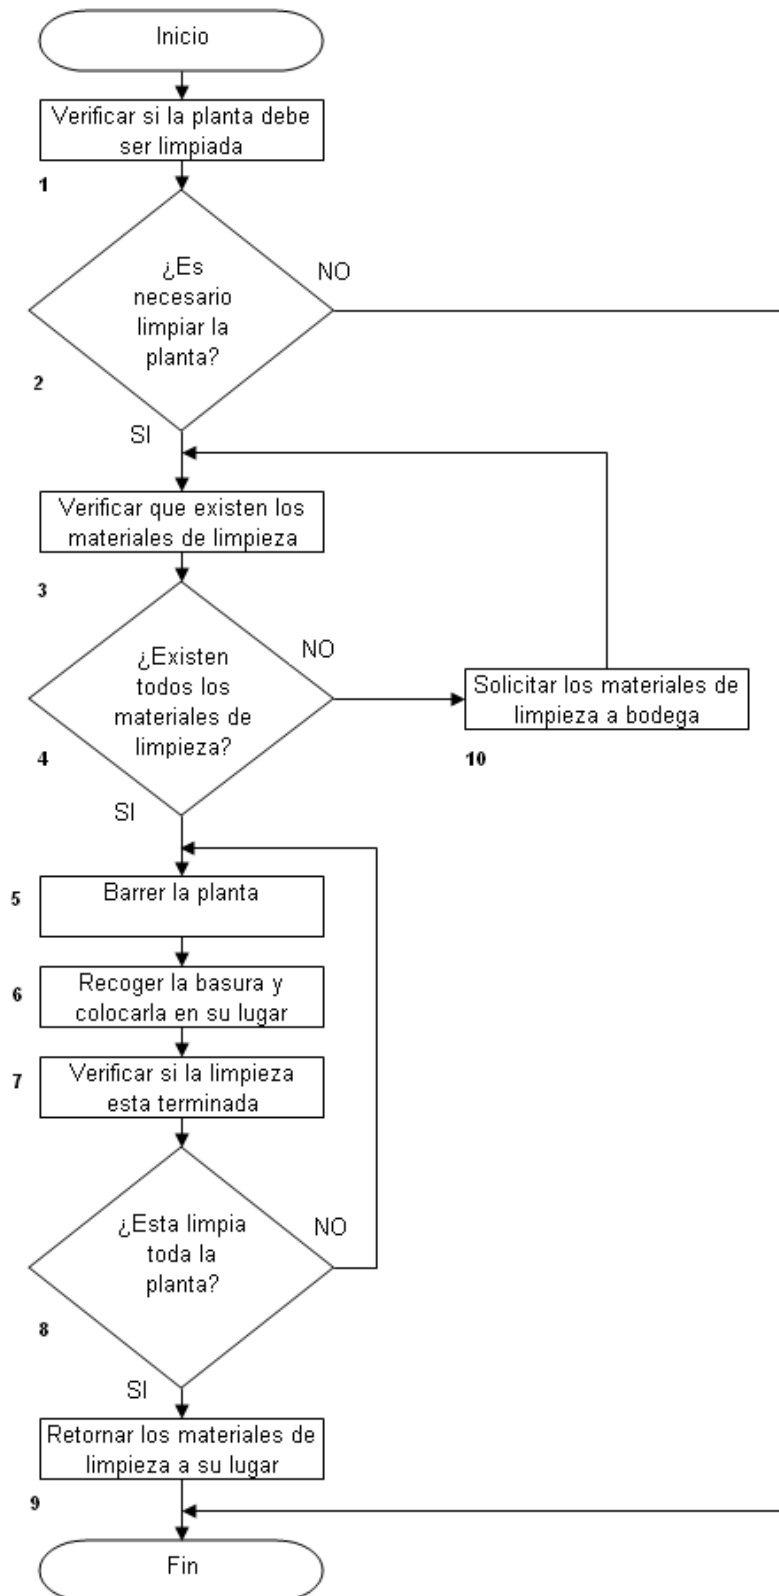 Inicio
Verificar si la planta debe
ser limpiada
1
¿Es
necesario
limpiar la
planta?
NO
2
SI
Verificar que existen los
materiales de limpieza
3
¿Existen
todos los
materiales de
limpieza?
NO
Solicitar los materiales de
limpieza a bodega
4
10
SI
5
Barrer la planta
6
Recoger la basura y
colocarla en su lugar
7
Verificar si la limpieza
esta terminada
¿Esta limpia
toda la
planta?
NO
8
SI
Retornar los materiales de
limpieza a su lugar
9
Fin